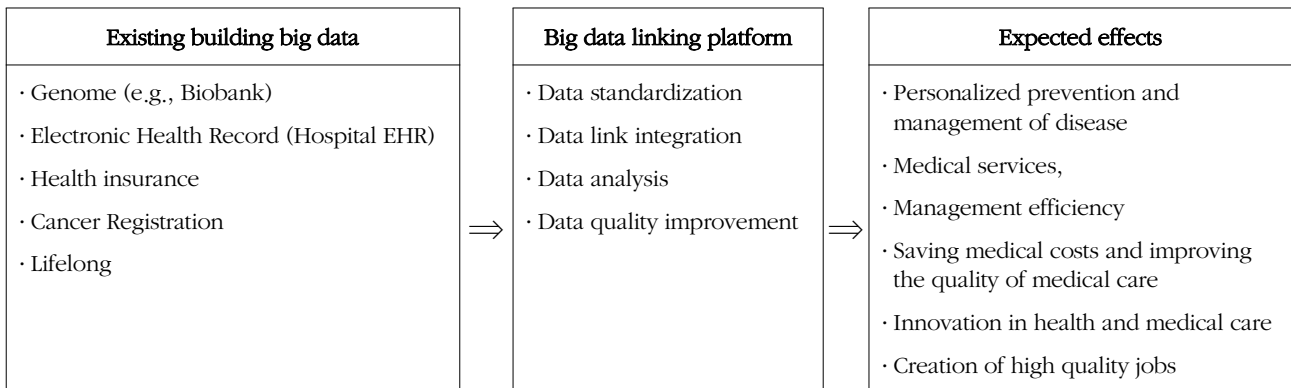 Existing building big data
· Genome (e.g., Biobank)
· Electronic Health Record (Hospital EHR)
· Health insurance
· Cancer Registration
· Lifelong
⇒
Big data linking platform
· Data standardization
· Data link integration
· Data analysis
· Data quality improvement
⇒
Expected effects
· Personalized prevention and
management of disease
· Medical services,
· Management efficiency
· Saving medical costs and improving
the quality of medical care
· Innovation in health and medical care
· Creation of high quality jobs